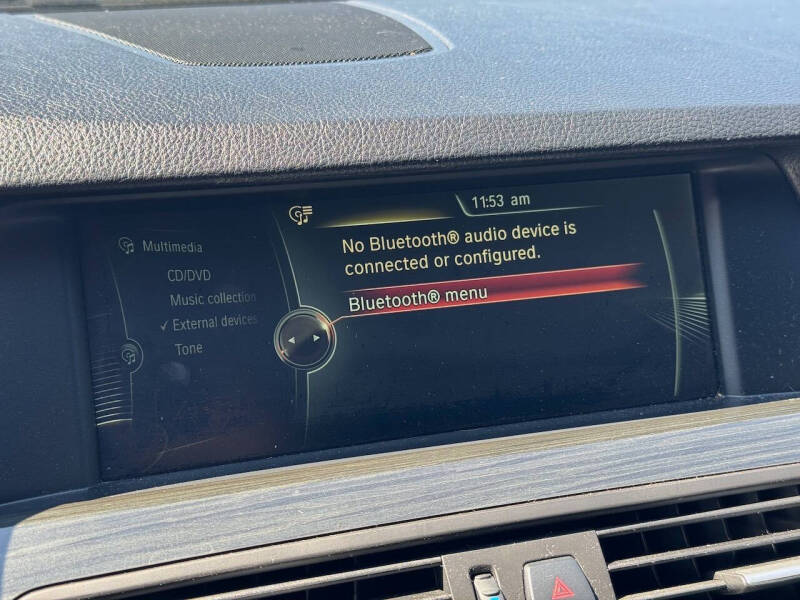 11:53 am
Multimedia
CD/DVD
Music collection
✓ External devices
Tone
No Bluetooth® audio device is
connected or configured.
Bluetooth® menu